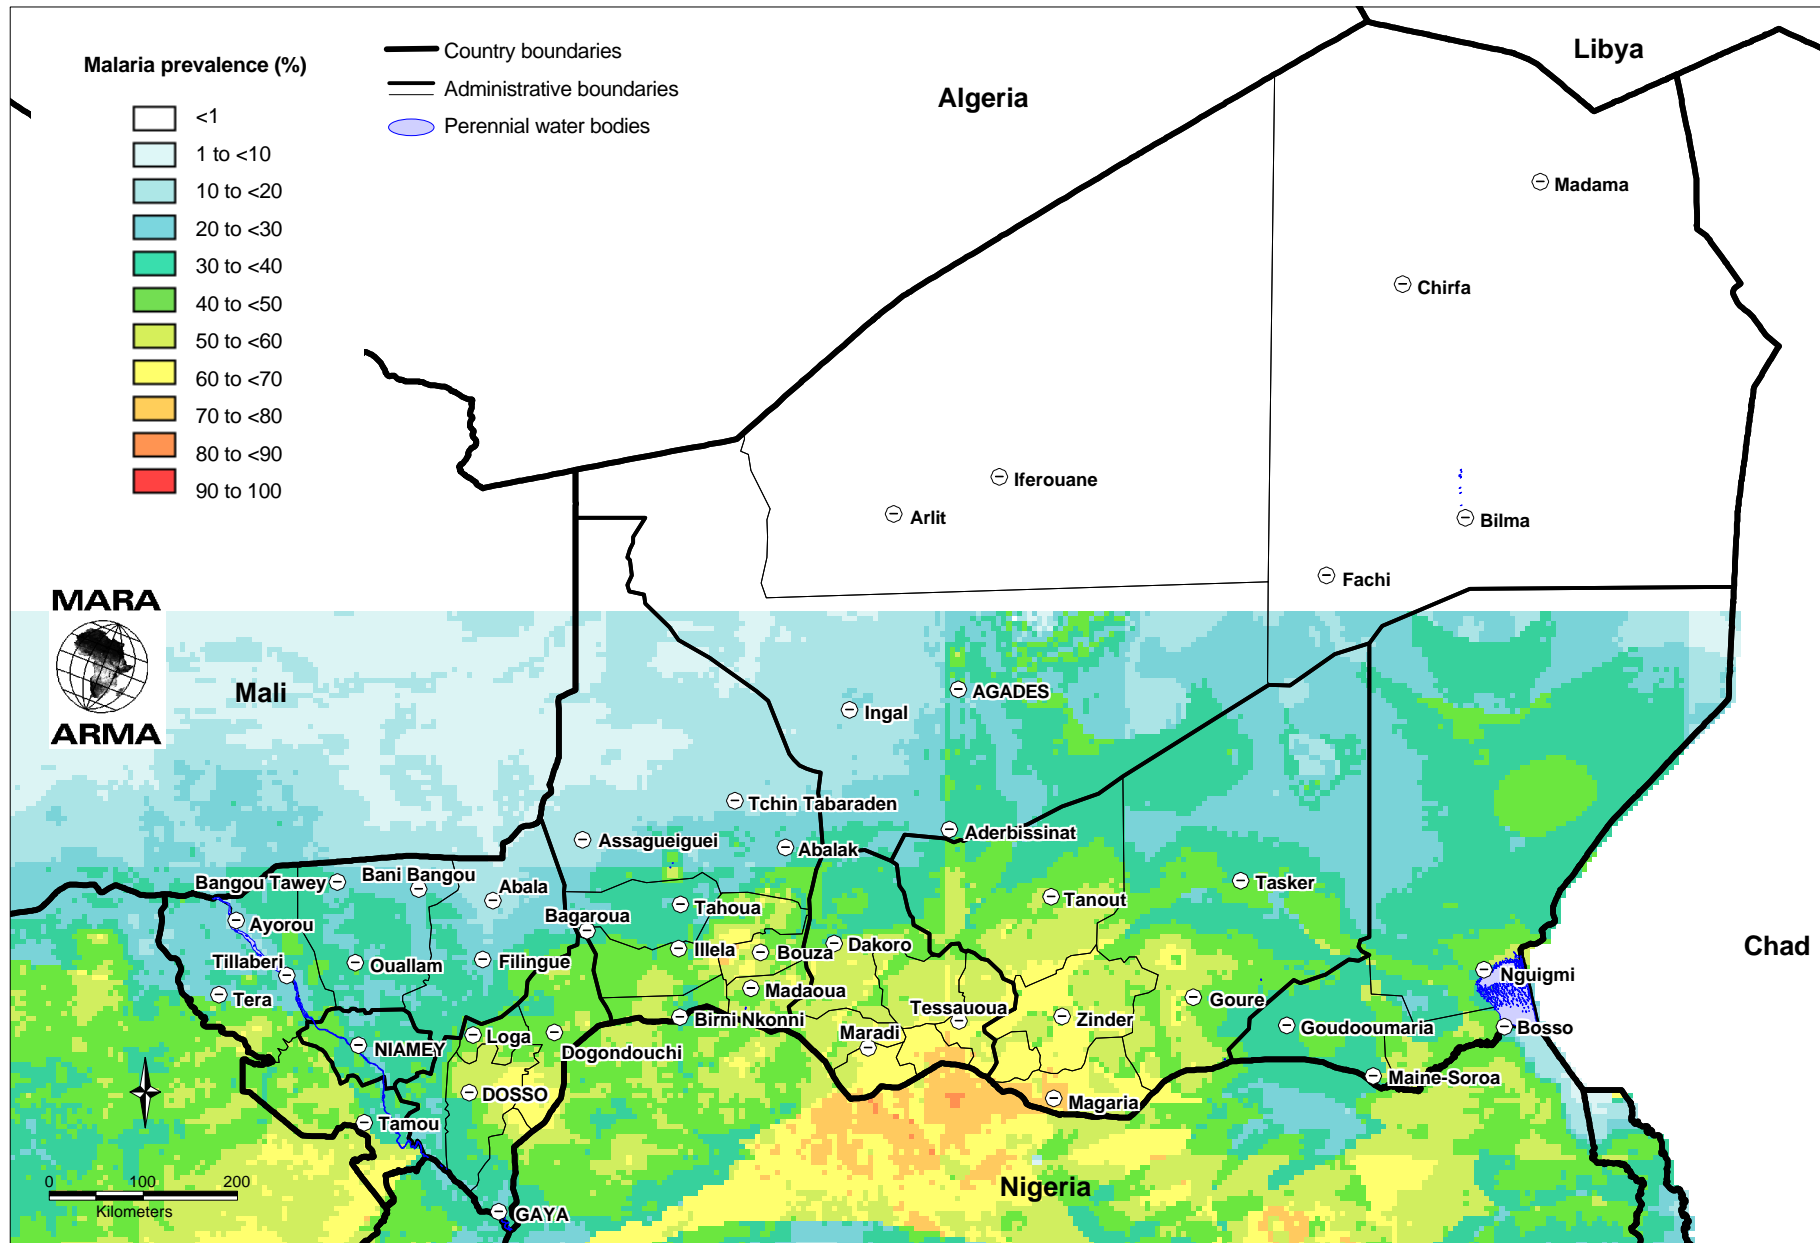 Malaria prevalence (%)
<1
1 to <10
10 to <20
20 to <30
30 to <40
40 to <50
50 to <60
60 to <70
70 to <80
80 to <90
90 to 100
Country boundaries
Administrative boundaries
Perennial water bodies
Libya
Algeria
Madama
Chirfa
Iferouane
Arlit
Bilma
Fachi
MARA
ARMA
Mali
AGADES
Ingal
Tchin Tabaraden
Assagueiguei
Abalak
Aderbissinat
Bangou Tawey
Bani Bangou
Abala
Tahoua
Tanout
Tasker
Ayorou
Bagaroua
Illela
Bouza
Dakoro
Chad
Tillaberi
Ouallam
Filingue
Nguigmi
Tera
Madaoua
Goure
Tessauoua
Birni Nkonni
Zinder
Goudooumaria
Bosso
Loga
Maradi
NIAMEY
Dogondouchi
Maine-Soroa
DOSSO
Magaria
Tamou
Nigeria
0 100 200
Kilometers
GAYA